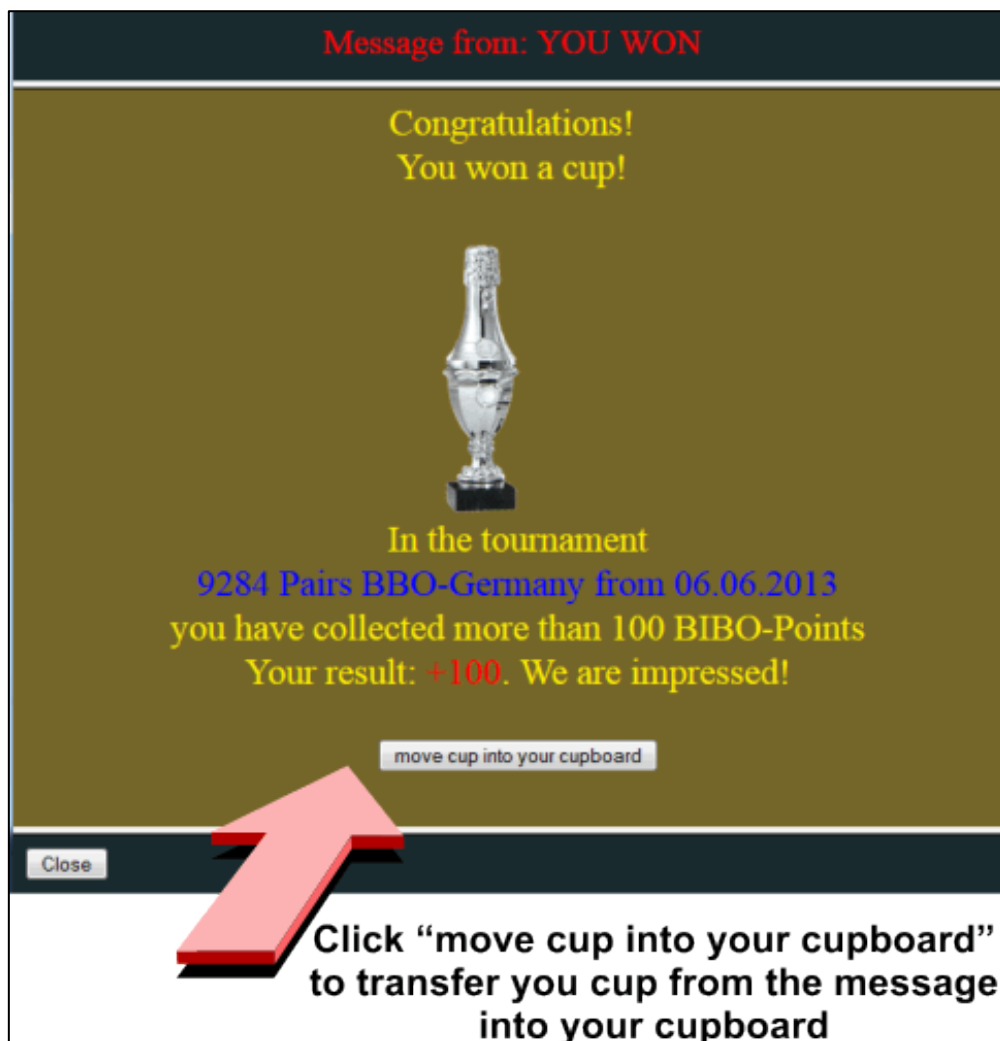 Message from: YOU WON
Congratulations!
You won a cup!
In the tournament
9284 Pairs BBO-Germany from 06.06.2013
you have collected more than 100 BIBO-Points
Your result: +100. We are impressed!
move cup into your cupboard
Close
Click “move cup into your cupboard”
to transfer you cup from the message
into your cupboard